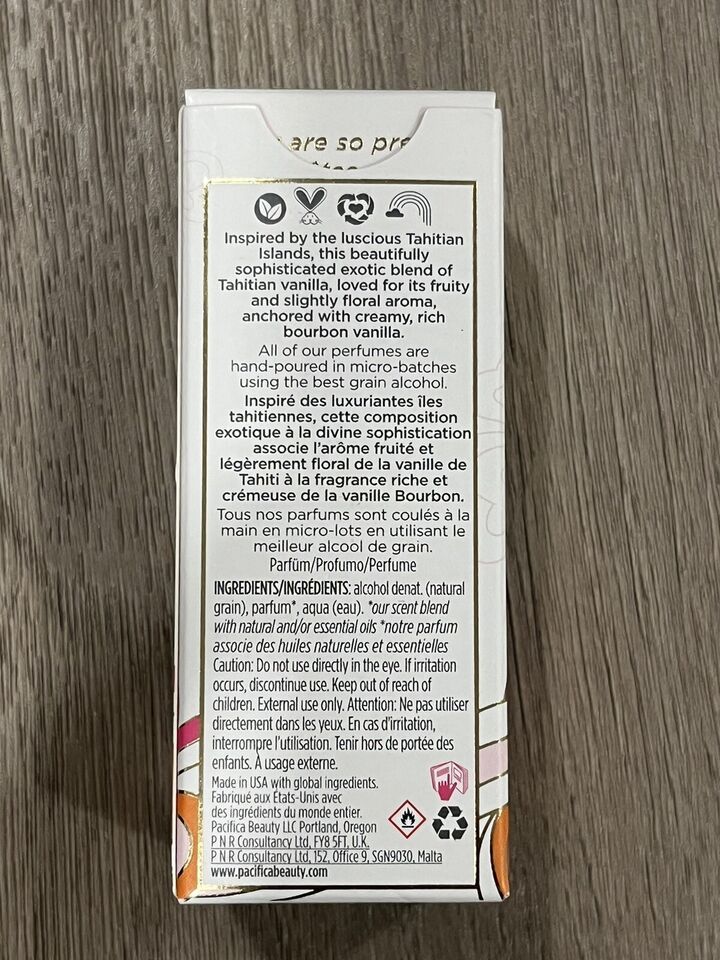 are so pre
Inspired by the luscious Tahitian
Islands, this beautifully
sophisticated exotic blend of
Tahitian vanilla, loved for its fruity
and slightly floral aroma,
anchored with creamy, rich
bourbon vanilla.
All of our perfumes are
hand-poured in micro-batches
using the best grain alcohol.
Inspiré des luxuriantes îles
tahitiennes, cette composition
exotique à la divine sophistication
associe l'arôme fruité et
légèrement floral de la vanille de
Tahiti à la fragrance riche et
crémeuse de la vanille Bourbon.
Tous nos parfums sont coulés à la
main en micro-lots en utilisant le
meilleur alcool de grain.
Parfüm/Profumo/Perfume
INGREDIENTS/INGRÉDIENTS: alcohol denat. (natural
grain), parfum*, aqua (eau). *our scent blend
with natural and/or essential oils *notre parfum
associe des huiles naturelles et essentielles
Caution: Do not use directly in the eye. If irritation
occurs, discontinue use. Keep out of reach of
children. External use only. Attention: Ne pas utiliser
directement dans les yeux. En cas d'irritation,
interrompre l'utilisation. Tenir hors de portée des
enfants. À usage externe.
Made in USA with global ingredients.
Fabriqué aux États-Unis avec
des ingrédients du monde entier.
Pacifica Beauty LLC Portland, Oregon
P N R Consultancy Ltd, FY8 5FT, U.K.
P N R Consultancy Ltd, 152, Office 9, SGN9030, Malta
www.pacificabeauty.com